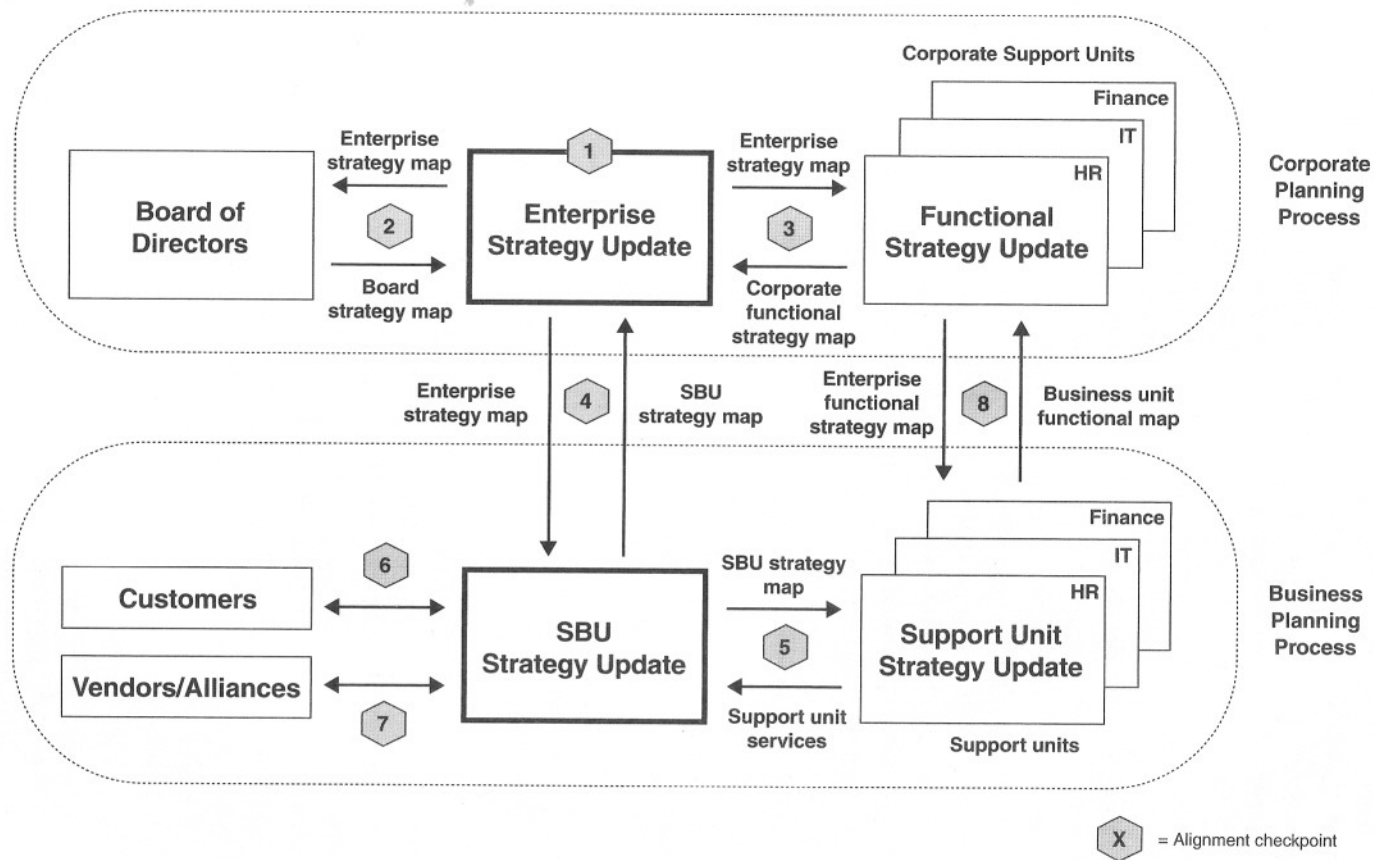 Corporate Support Units
Finance
IT
HR
Enterprise
strategy map
2
Board of
Directors
Board
strategy map
1
Enterprise
Strategy Update
Enterprise
strategy map
3
Corporate
functional
strategy map
Functional
Strategy Update
Corporate
Planning
Process
Enterprise
strategy map
4
SBU
strategy map
Enterprise
functional
strategy map
8
Business unit
functional map
Finance
IT
HR
Customers
6
Vendors/Alliances
7
SBU
Strategy Update
SBU strategy
map
5
Support unit
services
Support Unit
Strategy Update
Support units
Business
Planning
Process
X = Alignment checkpoint